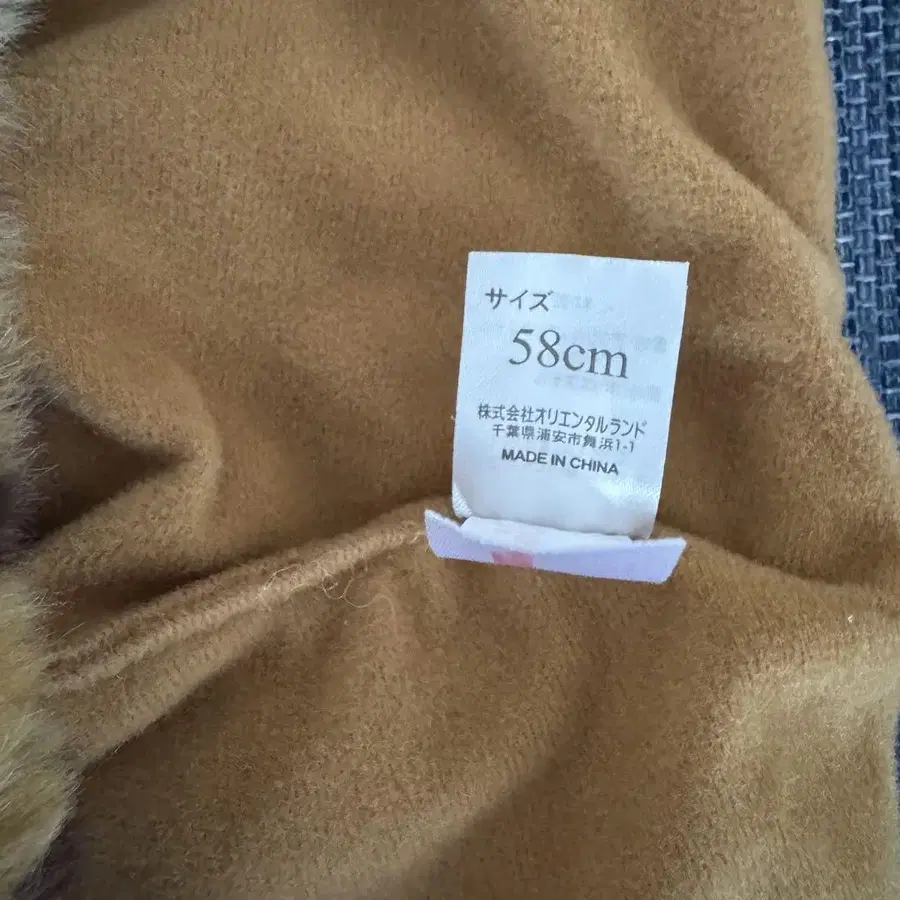 サイズ
58cm
株式会社オリエンタルランド
千葉県浦安市舞浜1-1
MADE IN CHINA